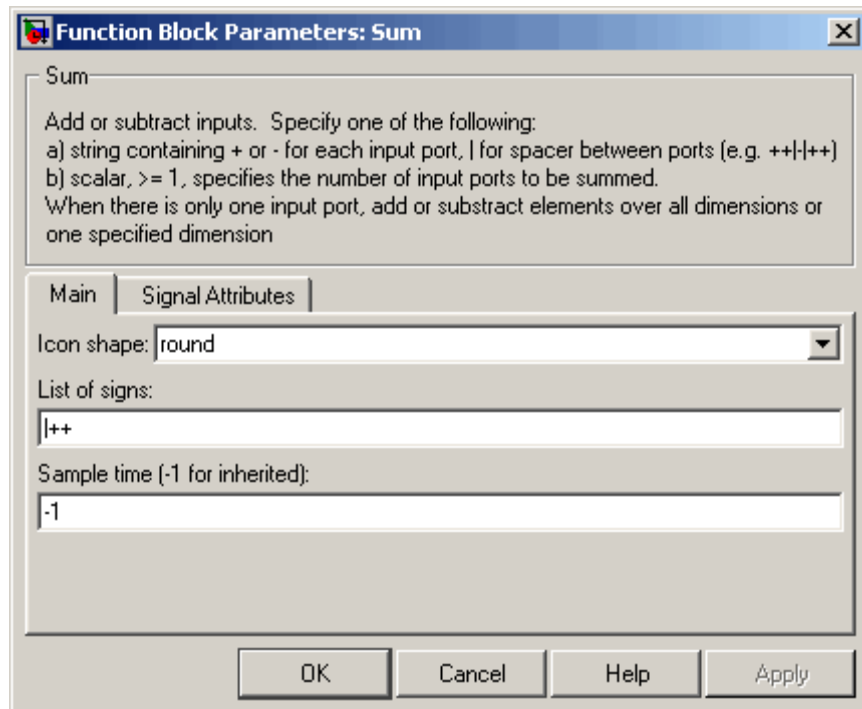 Function Block Parameters: Sum
Sum
Add or subtract inputs. Specify one of the following:
a) string containing + or - for each input port, | for spacer between ports (e.g. ++|-|++)
b) scalar, >= 1, specifies the number of input ports to be summed.
When there is only one input port, add or substract elements over all dimensions or
one specified dimension
Main Signal Attributes
Icon shape: round
List of signs:
|++
Sample time (-1 for inherited):
-1
OK Cancel Help Apply